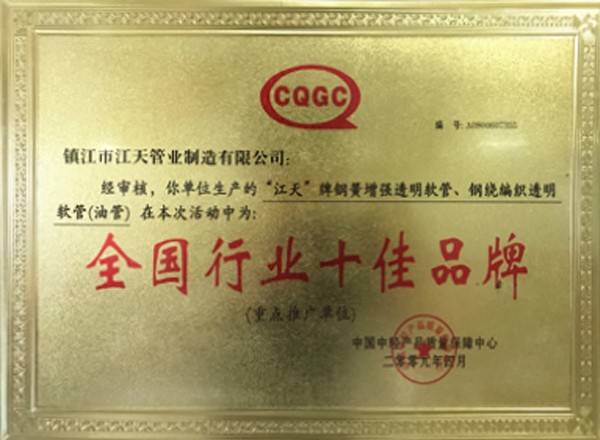 CQGC
编 号: A0800607355
镇江市江天管业制造有限公司:
经审核，你单位生产的“江天”牌钢簧增强透明软管、钢绕编织透明
软管(油管) 在本次活动中为:
全国行业十佳品牌
(重点推广单位)
中国中轻产品质量保障中心
二零零九年四月